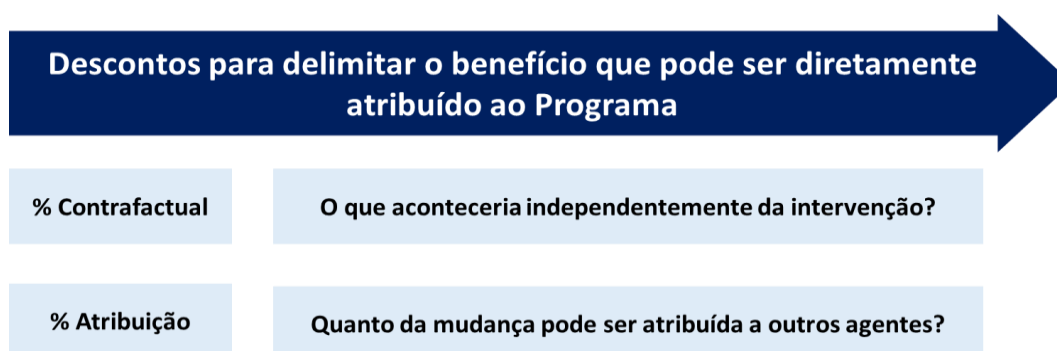 Descontos para delimitar o benefício que pode ser diretamente
atribuído ao Programa
% Contrafactual
O que aconteceria independentemente da intervenção?
% Atribuição
Quanto da mudança pode ser atribuída a outros agentes?